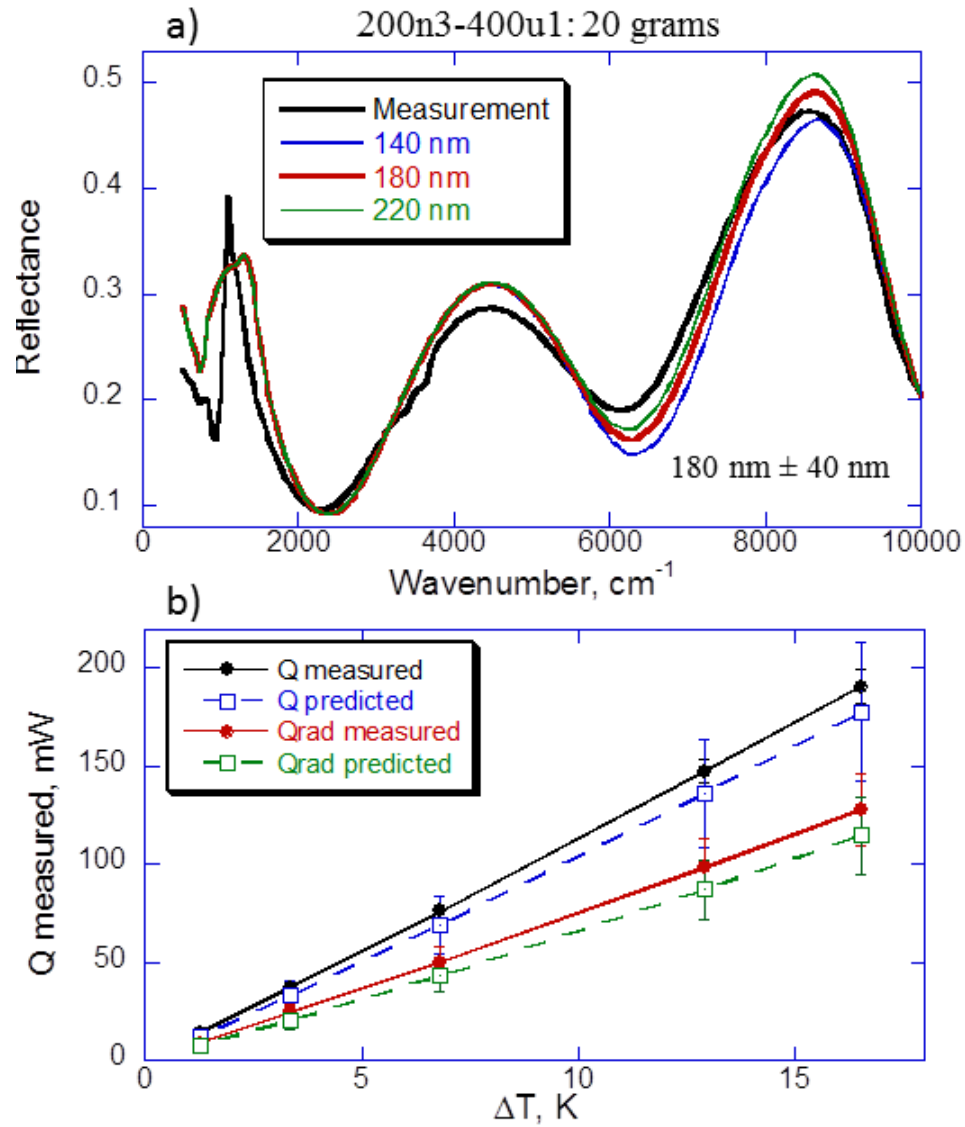 a) 200n3-400u1: 20 grams
0.5
0.4
0.3
0.2
0.1
Reflectance
Measurement
140 nm
180 nm
220 nm
180 nm ± 40 nm
0 2000 4000 6000 8000 10000
Wavenumber, cm⁻¹
b)
200
150
100
50
0
Q measured, mW
Q measured
Q predicted
Qrad measured
Qrad predicted
0 5 10 15
ΔT, K